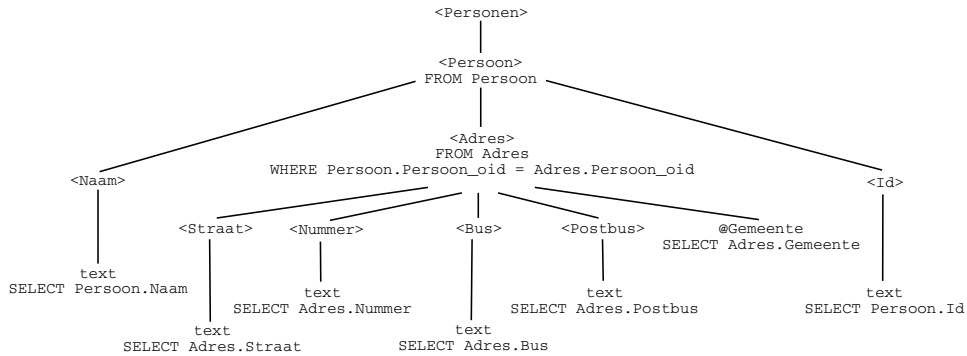 <Personen>
<Persoon>
FROM Persoon
<Adres>
FROM Adres
WHERE Persoon.Persoon_oid = Adres.Persoon_oid
<Naam>
<Id>
<Straat>
<Nummer>
<Bus>
<Postbus>
@Gemeente
SELECT Adres.Gemeente
text
SELECT Persoon.Naam
text
SELECT Adres.Nummer
text
SELECT Adres.Postbus
text
SELECT Persoon.Id
text
SELECT Adres.Straat
text
SELECT Adres.Bus